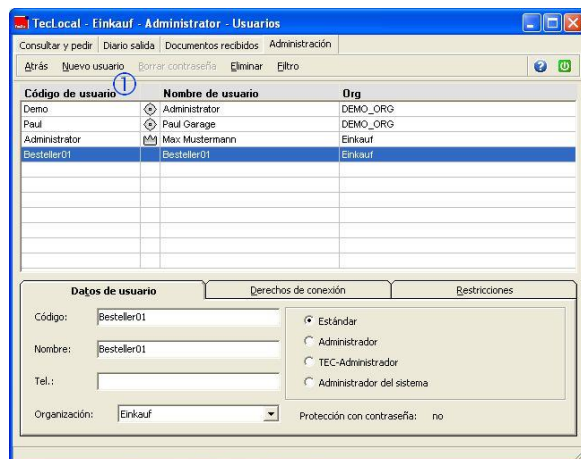 TecLocal - Einkauf - Administrator - Usuarios
Consultar y pedir Diario salida Documentos recibidos Administración
Atrás Nuevo usuario Borrar contraseña Eliminar Filtro
1
Código de usuario Nombre de usuario Org
Demo Administrator DEMO_ORG
Paul Paul Garage DEMO_ORG
Administrator Max Mustermann Einkauf
Besteller01 Besteller01 Einkauf
Datos de usuario Derechos de conexión Restricciones
Código: Besteller01 Estándar
Administrador
Nombre: Besteller01
TEC-Administrador
Tel.: Administrador del sistema
Organización: Einkauf Protección con contraseña: no